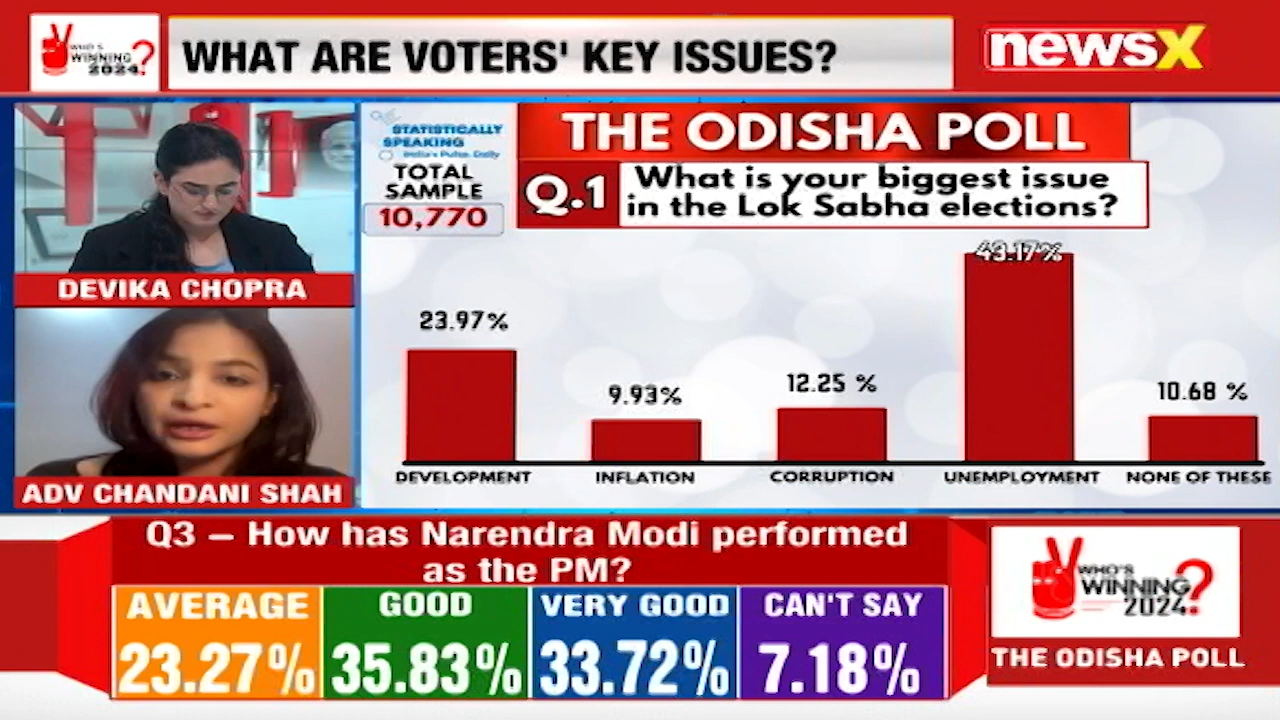 WHO'S
WINNING
2024?
WHAT ARE VOTERS' KEY ISSUES?
newsX
STATISTICALLY
SPEAKING
India's Pulse, Daily
TOTAL
SAMPLE
10,770
THE ODISHA POLL
Q.1
What is your biggest issue
in the Lok Sabha elections?
DEVIKA CHOPRA
ADV CHANDANI SHAH
23.97%
9.93%
12.25 %
43.17%
10.68 %
DEVELOPMENT
INFLATION
CORRUPTION
UNEMPLOYMENT
NONE OF THESE
Q3 – How has Narendra Modi performed
as the PM?
AVERAGE
23.27%
GOOD
35.83%
VERY GOOD
33.72%
CAN'T SAY
7.18%
WHO'S
WINNING
2024?
THE ODISHA POLL